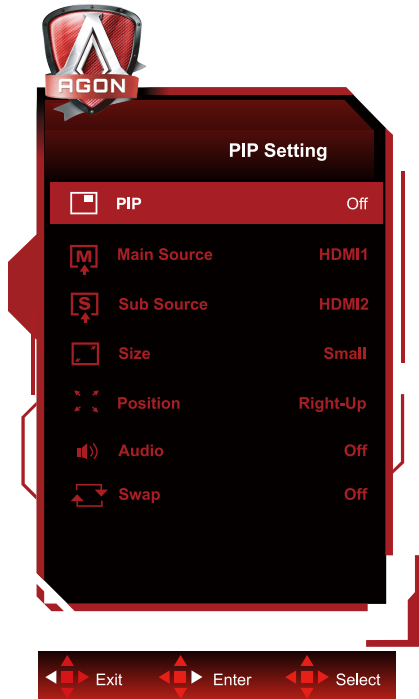 AGON
PIP Setting
PIP Off
Main Source HDMI1
Sub Source HDMI2
Size Small
Position Right-Up
Audio Off
Swap Off
Exit Enter Select